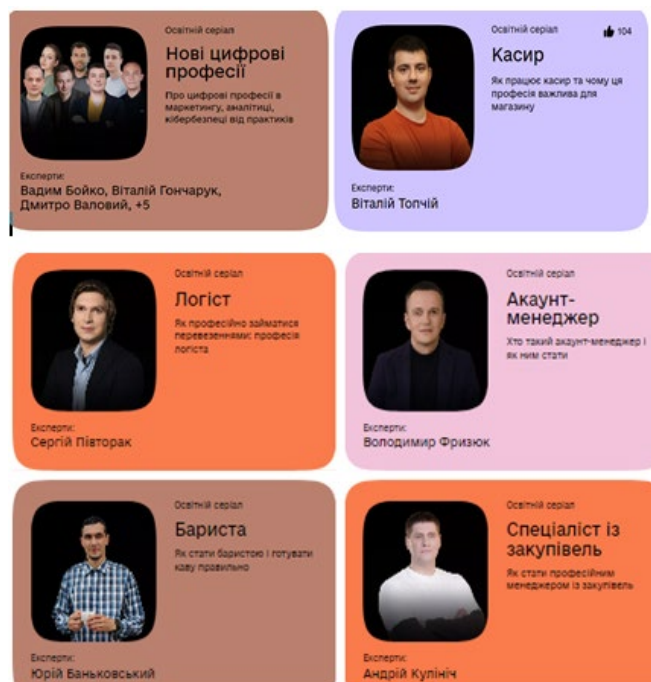 Освітній серіал
Нові цифрові
професії
Про цифрові професії в
маркетингу, аналітиці,
кібербезпеці від практиків
Експерти:
Вадим Бойко, Віталій Гончарук,
Дмитро Валовий, +5
Освітній серіал
104
Касир
Як працює касир та чому ця
професія важлива для
магазину
Експерти:
Віталій Топчій
Освітній серіал
Логіст
Як професійно займатися
перевезеннями: професія
логіста
Експерти:
Сергій Півторак
Освітній серіал
Акаунт-
менеджер
Хто такий акаунт-менеджер і
як ним стати
Експерти:
Володимир Фризюк
Освітній серіал
Бариста
Як стати баристою і готувати
каву правильно
Експерти:
Юрій Баньковський
Освітній серіал
Спеціаліст із
закупівель
Як стати професійним
менеджером із закупівель
Експерти:
Андрій Кулініч